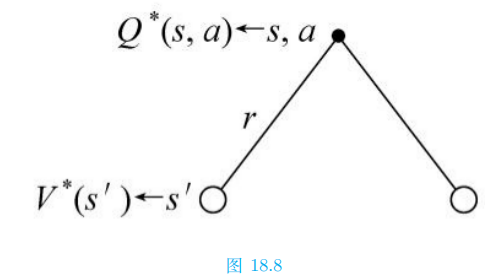 Q*(s, a)←s, a
r
V*(s′)←s′
图 18.8